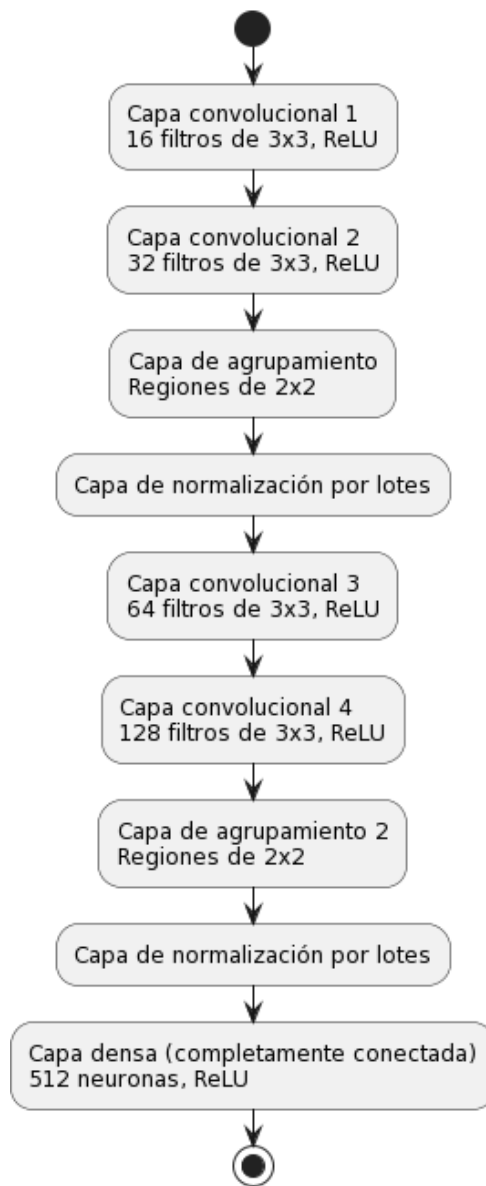 Capa convolucional 1
16 filtros de 3x3, ReLU
Capa convolucional 2
32 filtros de 3x3, ReLU
Capa de agrupamiento
Regiones de 2x2
Capa de normalización por lotes
Capa convolucional 3
64 filtros de 3x3, ReLU
Capa convolucional 4
128 filtros de 3x3, ReLU
Capa de agrupamiento 2
Regiones de 2x2
Capa de normalización por lotes
Capa densa (completamente conectada)
512 neuronas, ReLU